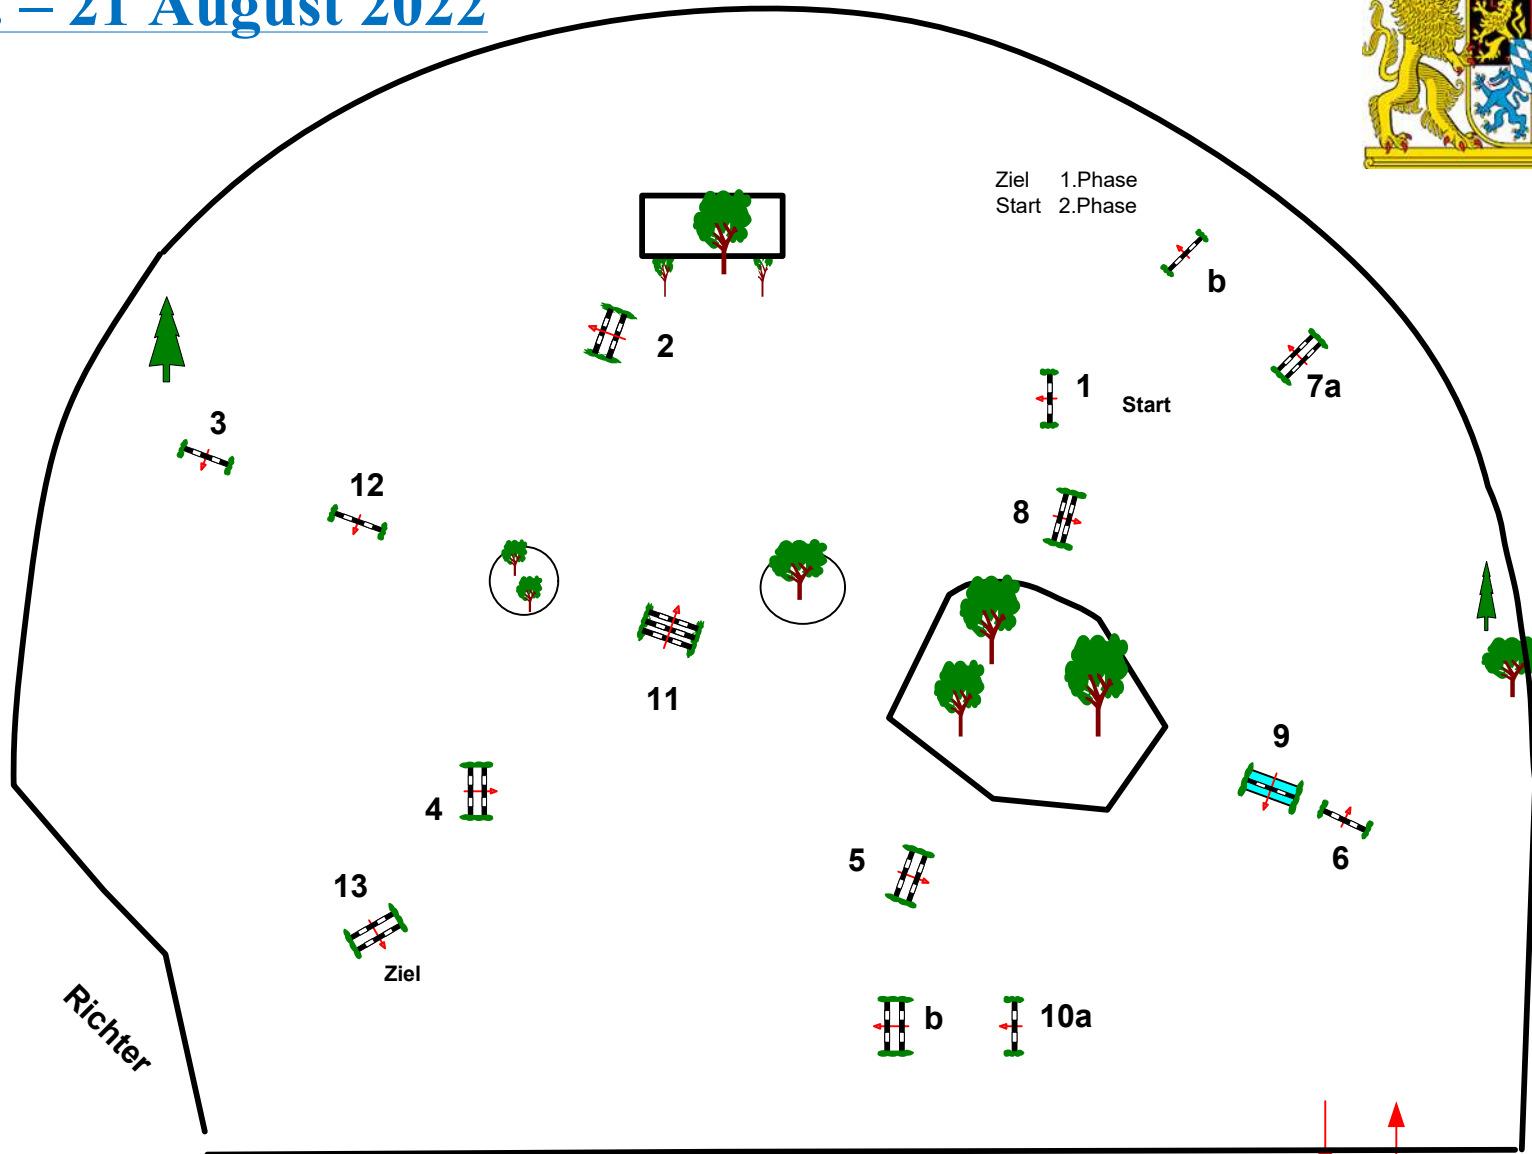 – 21 August 2022
Ziel 1.Phase
Start 2.Phase
b
2
1
Start
7a
3
12
8
11
9
4
5
6
13
Ziel
Richter
b
10a